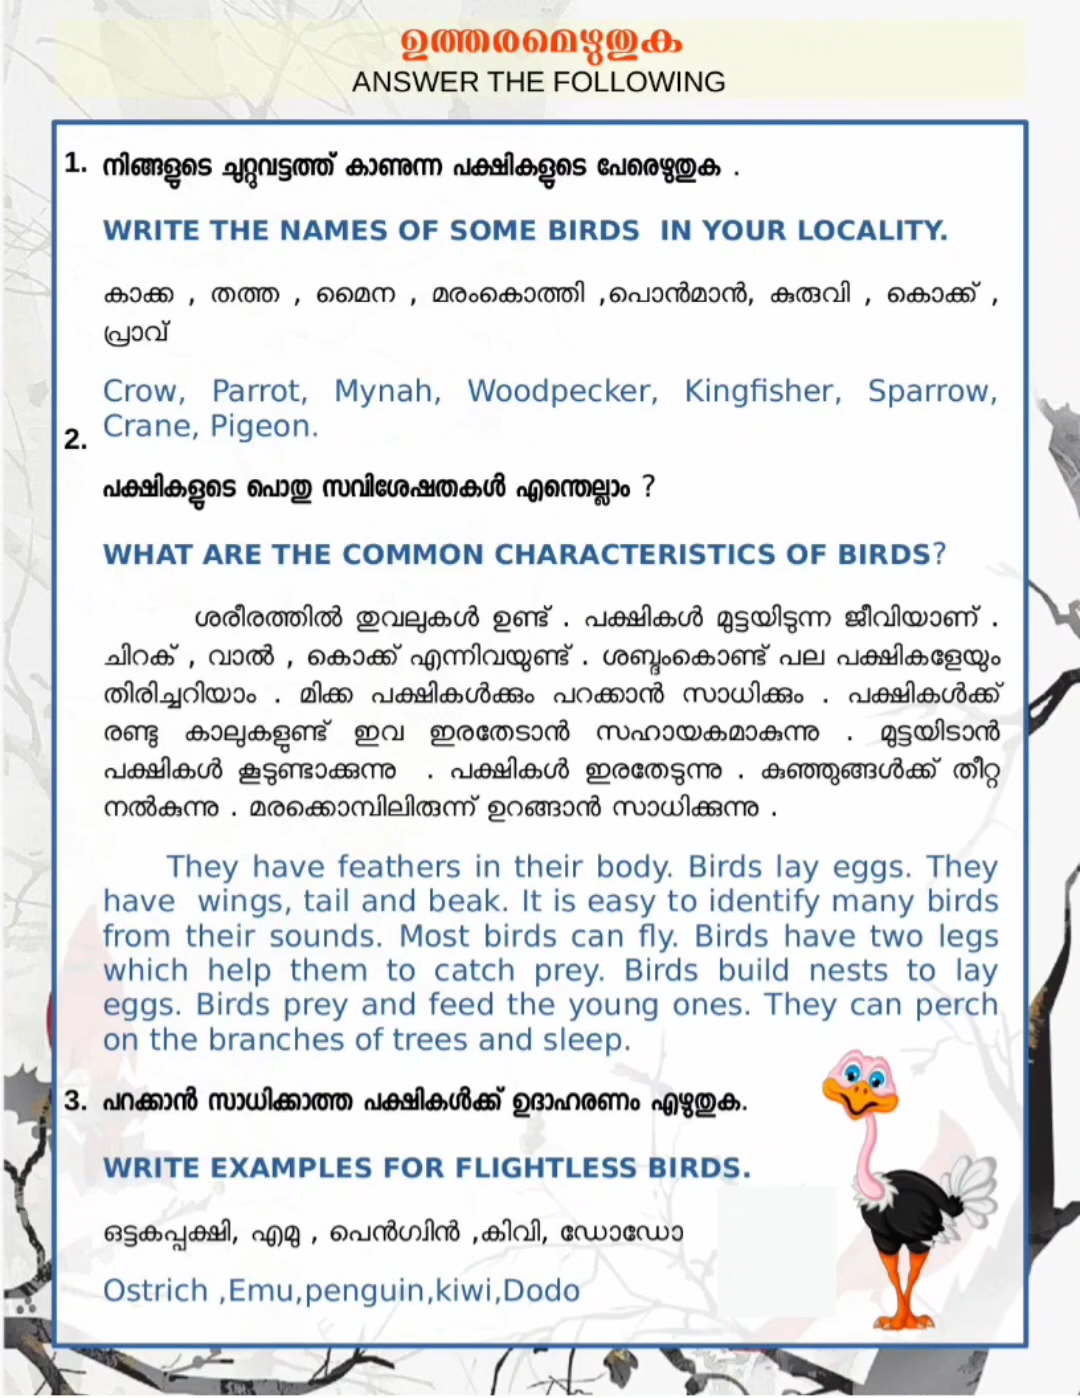 ഉത്തരമെഴുതുക
ANSWER THE FOLLOWING
1. നിങ്ങളുടെ ചുറ്റുവട്ടത്ത് കാണുന്ന പക്ഷികളുടെ പേരെഴുതുക .
WRITE THE NAMES OF SOME BIRDS IN YOUR LOCALITY.
കാക്ക , തത്ത , മൈന , മരംകൊത്തി ,പൊൻമാൻ, കുരുവി , കൊക്ക് ,
പ്രാവ്
Crow, Parrot, Mynah, Woodpecker, Kingfisher, Sparrow,
Crane, Pigeon.
2.
പക്ഷികളുടെ പൊതു സവിശേഷതകൾ എന്തെല്ലാം ?
WHAT ARE THE COMMON CHARACTERISTICS OF BIRDS?
ശരീരത്തിൽ തുവലുകൾ ഉണ്ട് . പക്ഷികൾ മുട്ടയിടുന്ന ജീവിയാണ് .
ചിറക് , വാൽ , കൊക്ക് എന്നിവയുണ്ട് . ശബ്ദംകൊണ്ട് പല പക്ഷികളേയും
തിരിച്ചറിയാം . മിക്ക പക്ഷികൾക്കും പറക്കാൻ സാധിക്കും . പക്ഷികൾക്ക്
രണ്ടു കാലുകളുണ്ട് ഇവ ഇരതേടാൻ സഹായകമാകുന്നു . മുട്ടയിടാൻ
പക്ഷികൾ കൂടുണ്ടാക്കുന്നു . പക്ഷികൾ ഇരതേടുന്നു . കുഞ്ഞുങ്ങൾക്ക് തീറ്റ
നൽകുന്നു . മരക്കൊമ്പിലിരുന്ന് ഉറങ്ങാൻ സാധിക്കുന്നു .
They have feathers in their body. Birds lay eggs. They
have wings, tail and beak. It is easy to identify many birds
from their sounds. Most birds can fly. Birds have two legs
which help them to catch prey. Birds build nests to lay
eggs. Birds prey and feed the young ones. They can perch
on the branches of trees and sleep.
3. പറക്കാൻ സാധിക്കാത്ത പക്ഷികൾക്ക് ഉദാഹരണം എഴുതുക.
WRITE EXAMPLES FOR FLIGHTLESS BIRDS.
ഒട്ടകപ്പക്ഷി, എമു , പെൻഗ്വിൻ ,കിവി, ഡോഡോ
Ostrich ,Emu,penguin,kiwi,Dodo